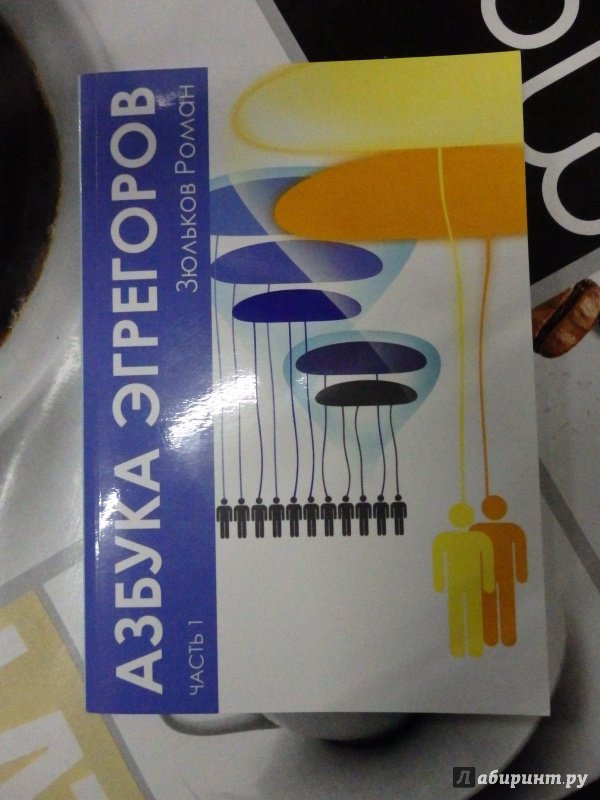 АЗБУКА ЭГРЕГОРОВ
Зюльков Роман
ЧАСТЬ 1
Лабиринт.ру